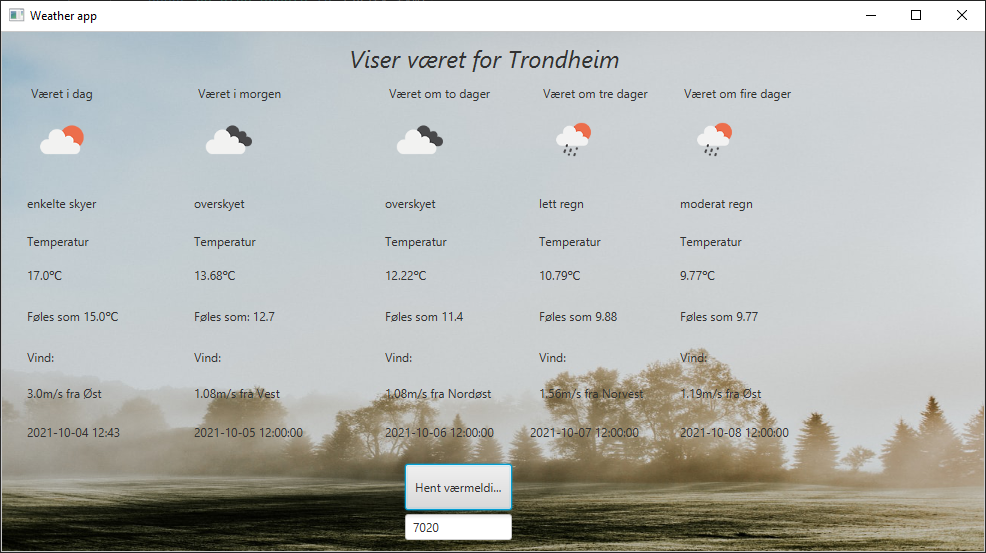 Weather app
Viser været for Trondheim
Været i dag Været i morgen Været om to dager Været om tre dager Været om fire dager
enkelte skyer overskyet overskyet lett regn moderat regn
Temperatur Temperatur Temperatur Temperatur Temperatur
17.0℃ 13.68℃ 12.22℃ 10.79℃ 9.77℃
Føles som 15.0℃ Føles som: 12.7 Føles som 11.4 Føles som 9.88 Føles som 9.77
Vind: Vind: Vind: Vind: Vind:
3.0m/s fra Øst 1.08m/s fra Vest 1.08m/s fra Nordøst 1.56m/s fra Norvest 1.19m/s fra Øst
2021-10-04 12:43 2021-10-05 12:00:00 2021-10-06 12:00:00 2021-10-07 12:00:00 2021-10-08 12:00:00
Hent værmeldi...
7020